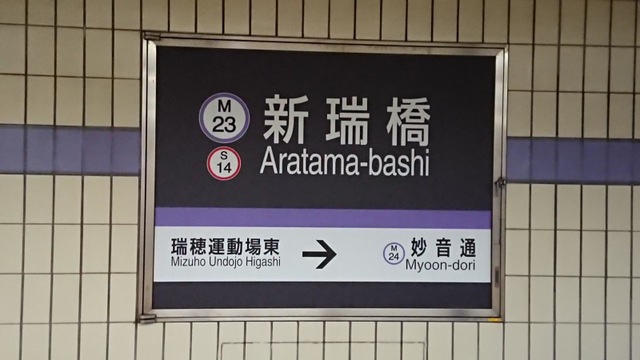 M
23
新瑞橋
S
14
Aratama-bashi
瑞穂運動場東
Mizuho Undojo Higashi
→
M
24
妙音通
Myoon-dori